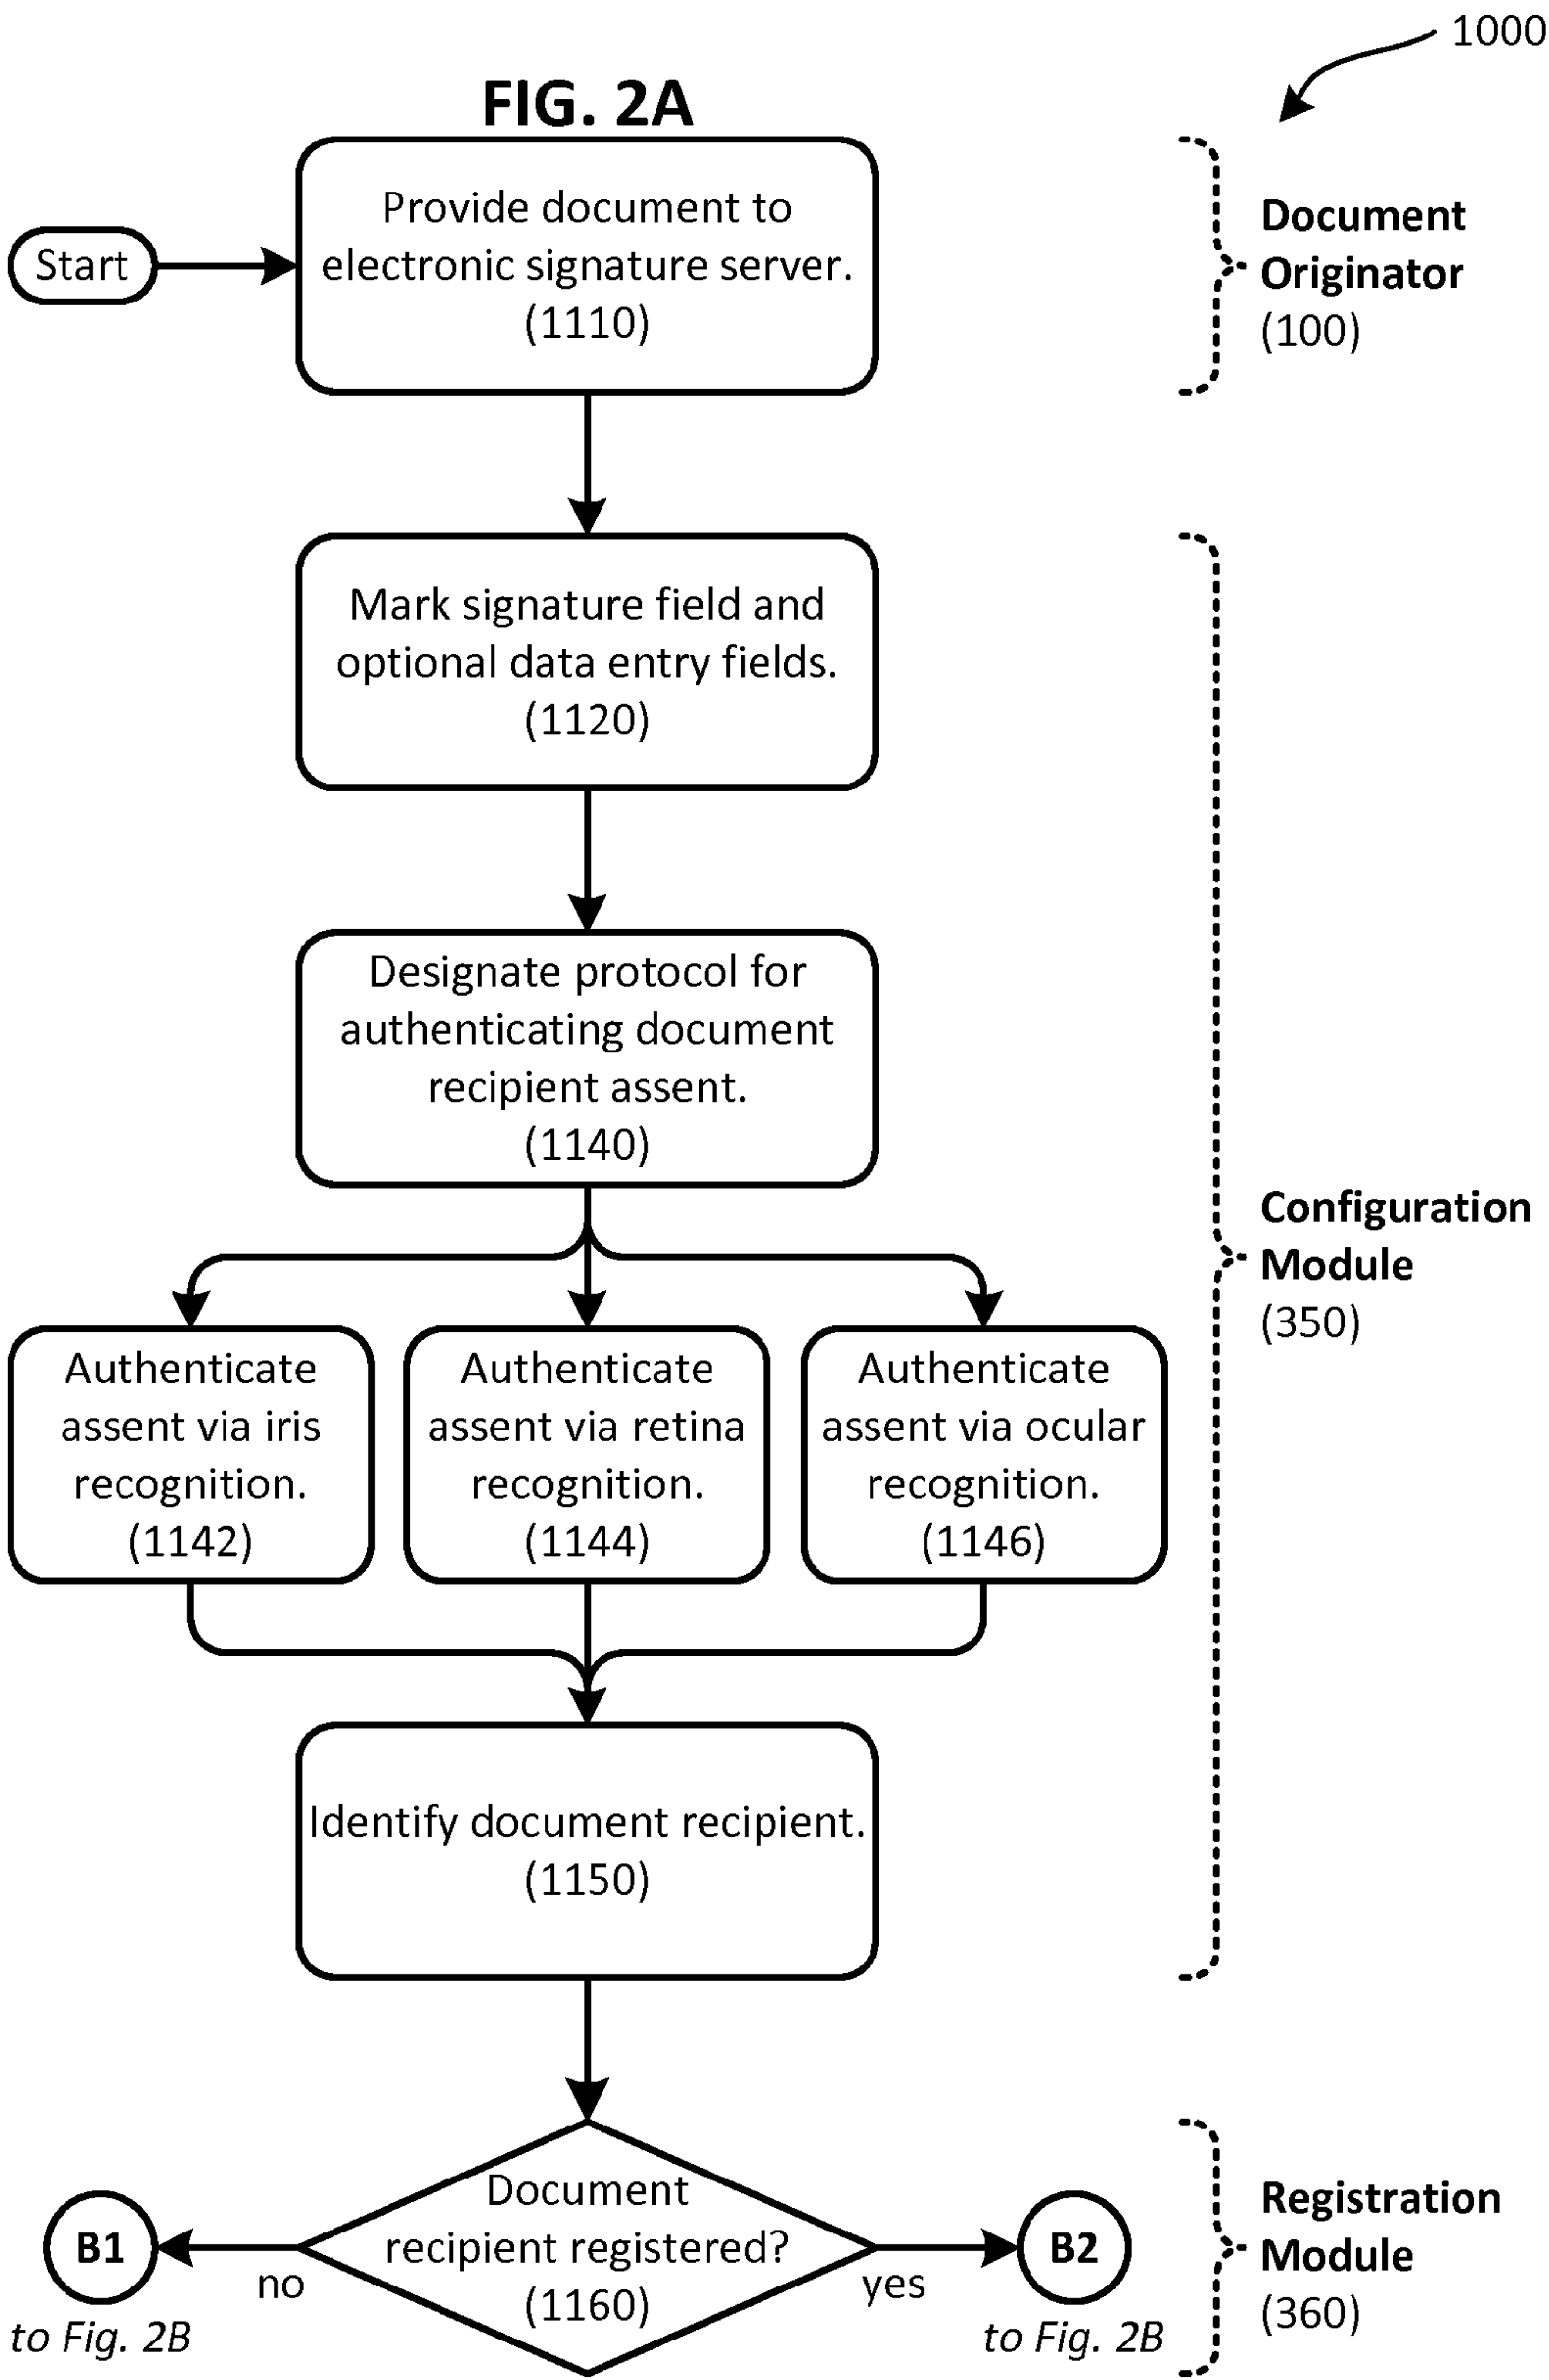 1000
FIG. 2A
Start
Provide document to
electronic signature server.
(1110)
Document
Originator
(100)
Mark signature field and
optional data entry fields.
(1120)
Designate protocol for
authenticating document
recipient assent.
(1140)
Configuration
Module
(350)
Authenticate
assent via iris
recognition.
(1142)
Authenticate
assent via retina
recognition.
(1144)
Authenticate
assent via ocular
recognition.
(1146)
Identify document recipient.
(1150)
Document
recipient registered?
(1160)
B1
no
to Fig. 2B
yes
B2
to Fig. 2B
Registration
Module
(360)